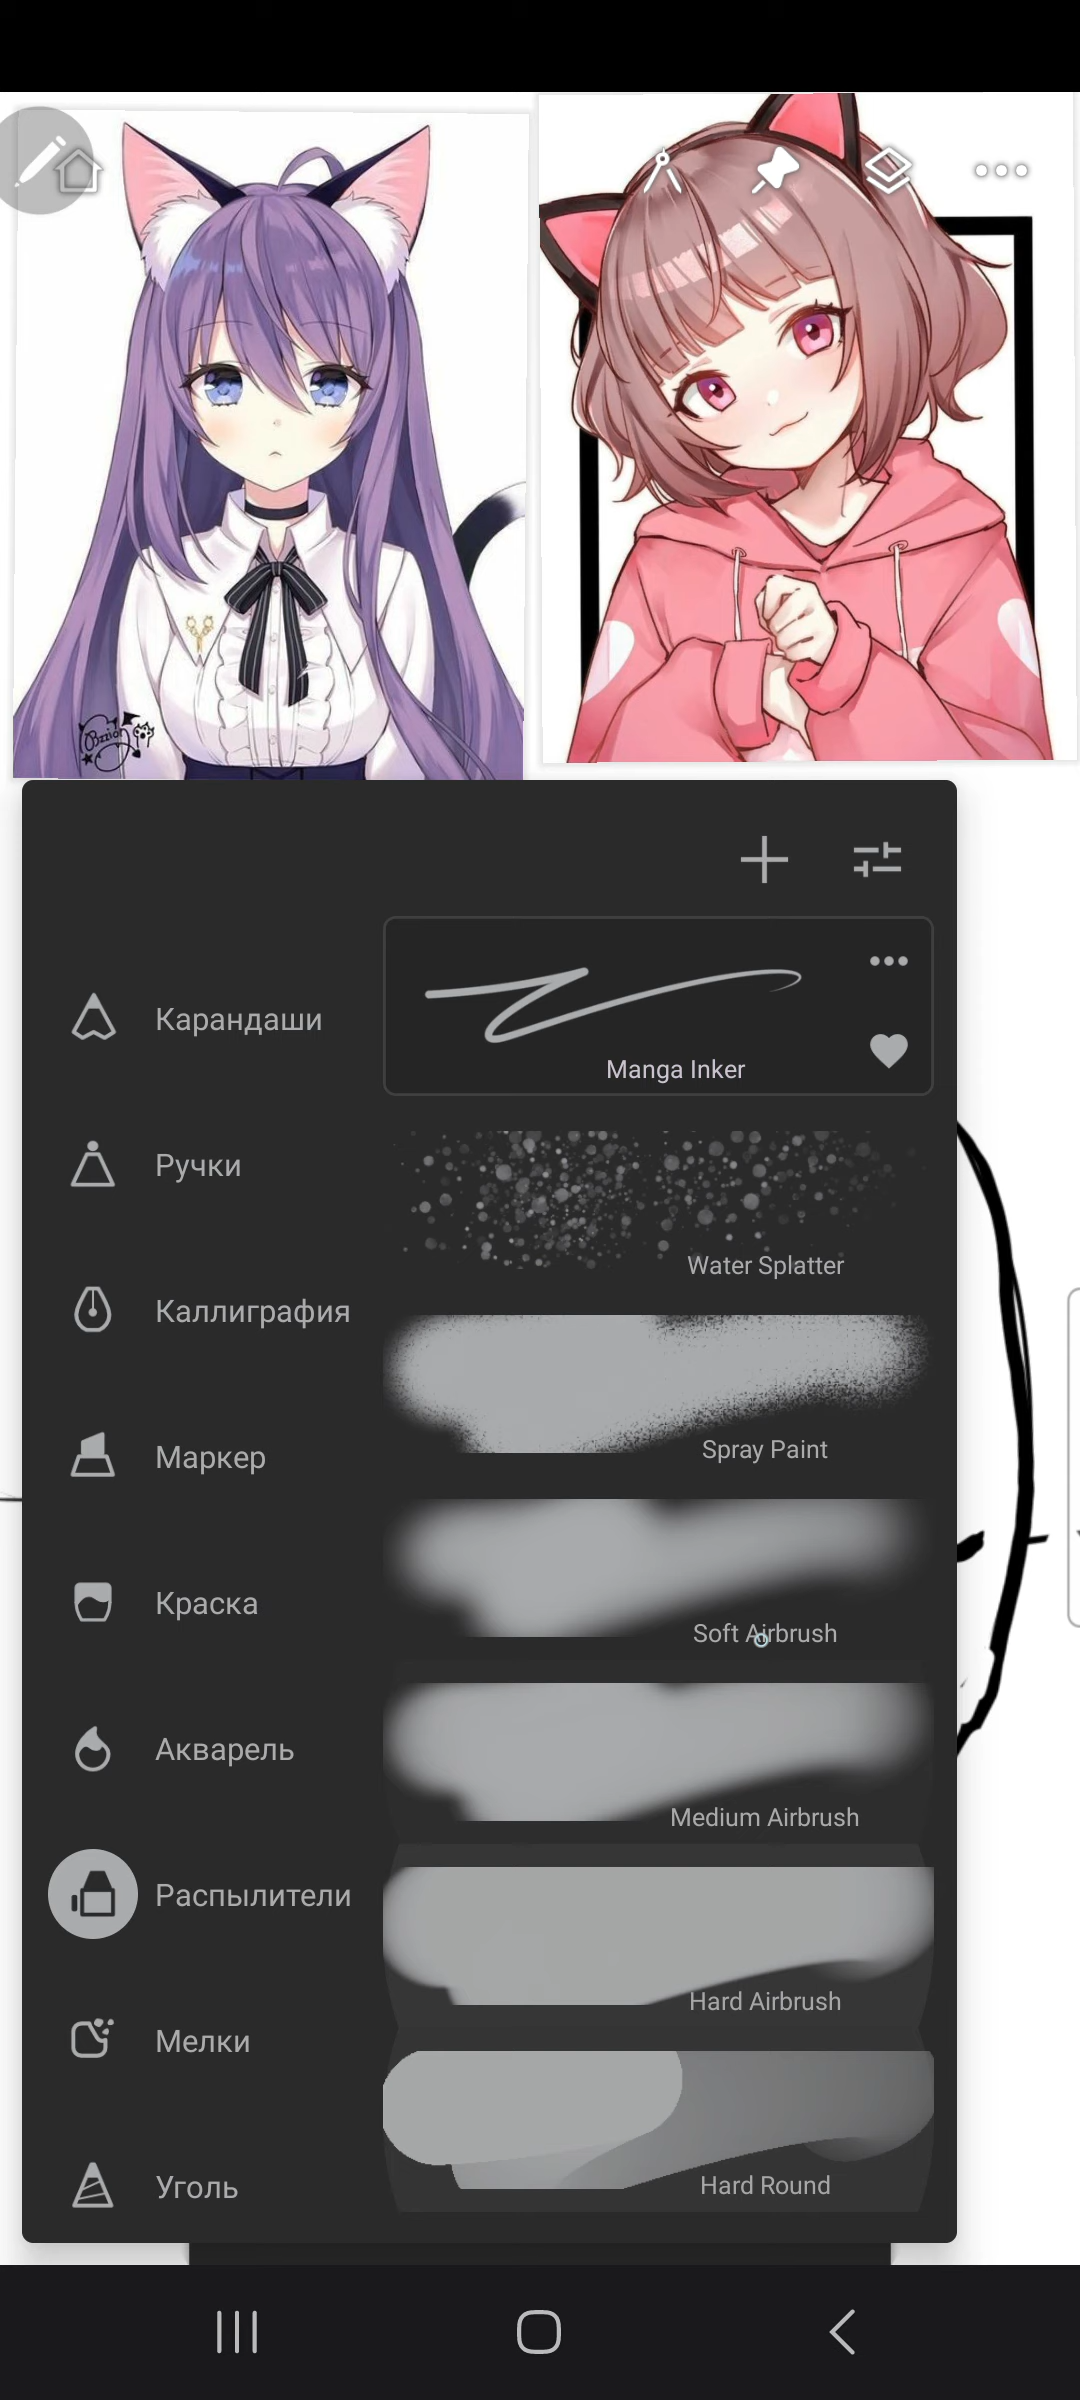 Bzzion
Manga Inker
Карандаши
Ручки
Water Splatter
Каллиграфия
Маркер
Spray Paint
Краска
Soft Airbrush
Акварель
Medium Airbrush
Распылители
Hard Airbrush
Мелки
Уголь
Hard Round